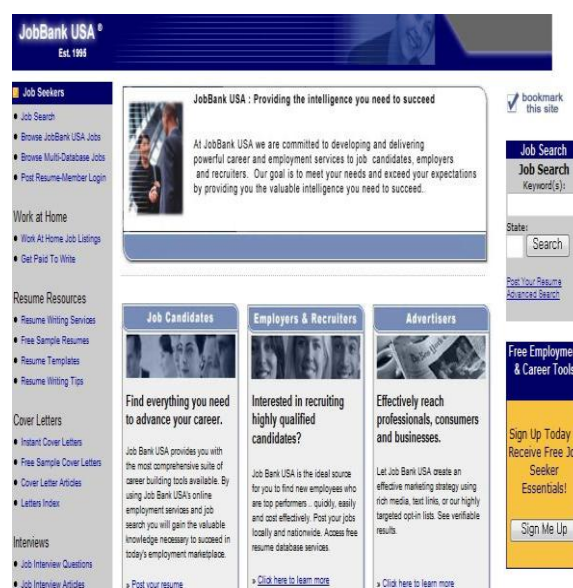 JobBank USA ®
Est. 1995
Job Seekers
Job Search
Browse JobBank USA Jobs
Browse Multi-Database Jobs
Post Resume-Member Login
Work at Home
Work At Home Job Listings
Get Paid To Write
Resume Resources
Resume Writing Services
Free Sample Resumes
Resume Templates
Resume Writing Tips
Cover Letters
Instant Cover Letters
Free Sample Cover Letters
Cover Letter Articles
Letters Index
Interviews
Job Interview Questions
Job Interview Articles
JobBank USA : Providing the intelligence you need to succeed
At JobBank USA we are committed to developing and delivering
powerful career and employment services to job candidates, employers
and recruiters. Our goal is to meet your needs and exceed your expectations
by providing you the valuable intelligence you need to succeed.
Job Candidates
Find everything you need
to advance your career.
Job Bank USA provides you with
the most comprehensive suite of
career building tools available. By
using Job Bank USA's online
employment services and job
search you will gain the valuable
knowledge necessary to succeed in
today's employment marketplace.
» Post your resume
Employers & Recruiters
Interested in recruiting
highly qualified
candidates?
Job Bank USA is the ideal source
for you to find new employees who
are top performers .. quickly, easily
and cost effectively. Post your jobs
locally and nationwide. Access free
resume database services.
» Click here to learn more
Advertisers
Effectively reach
professionals, consumers
and businesses.
Let Job Bank USA create an
effective marketing strategy using
rich media, text links, or our highly
targeted opt-in lists. See verifiable
results.
» Click here to learn more
bookmark
this site
Job Search
Job Search
Keyword(s):
State:
Search
Post Your Resume
Advanced Search
Free Employme
& Career Tools
Sign Up Today
Receive Free Jo
Seeker
Essentials!
Sign Me Up